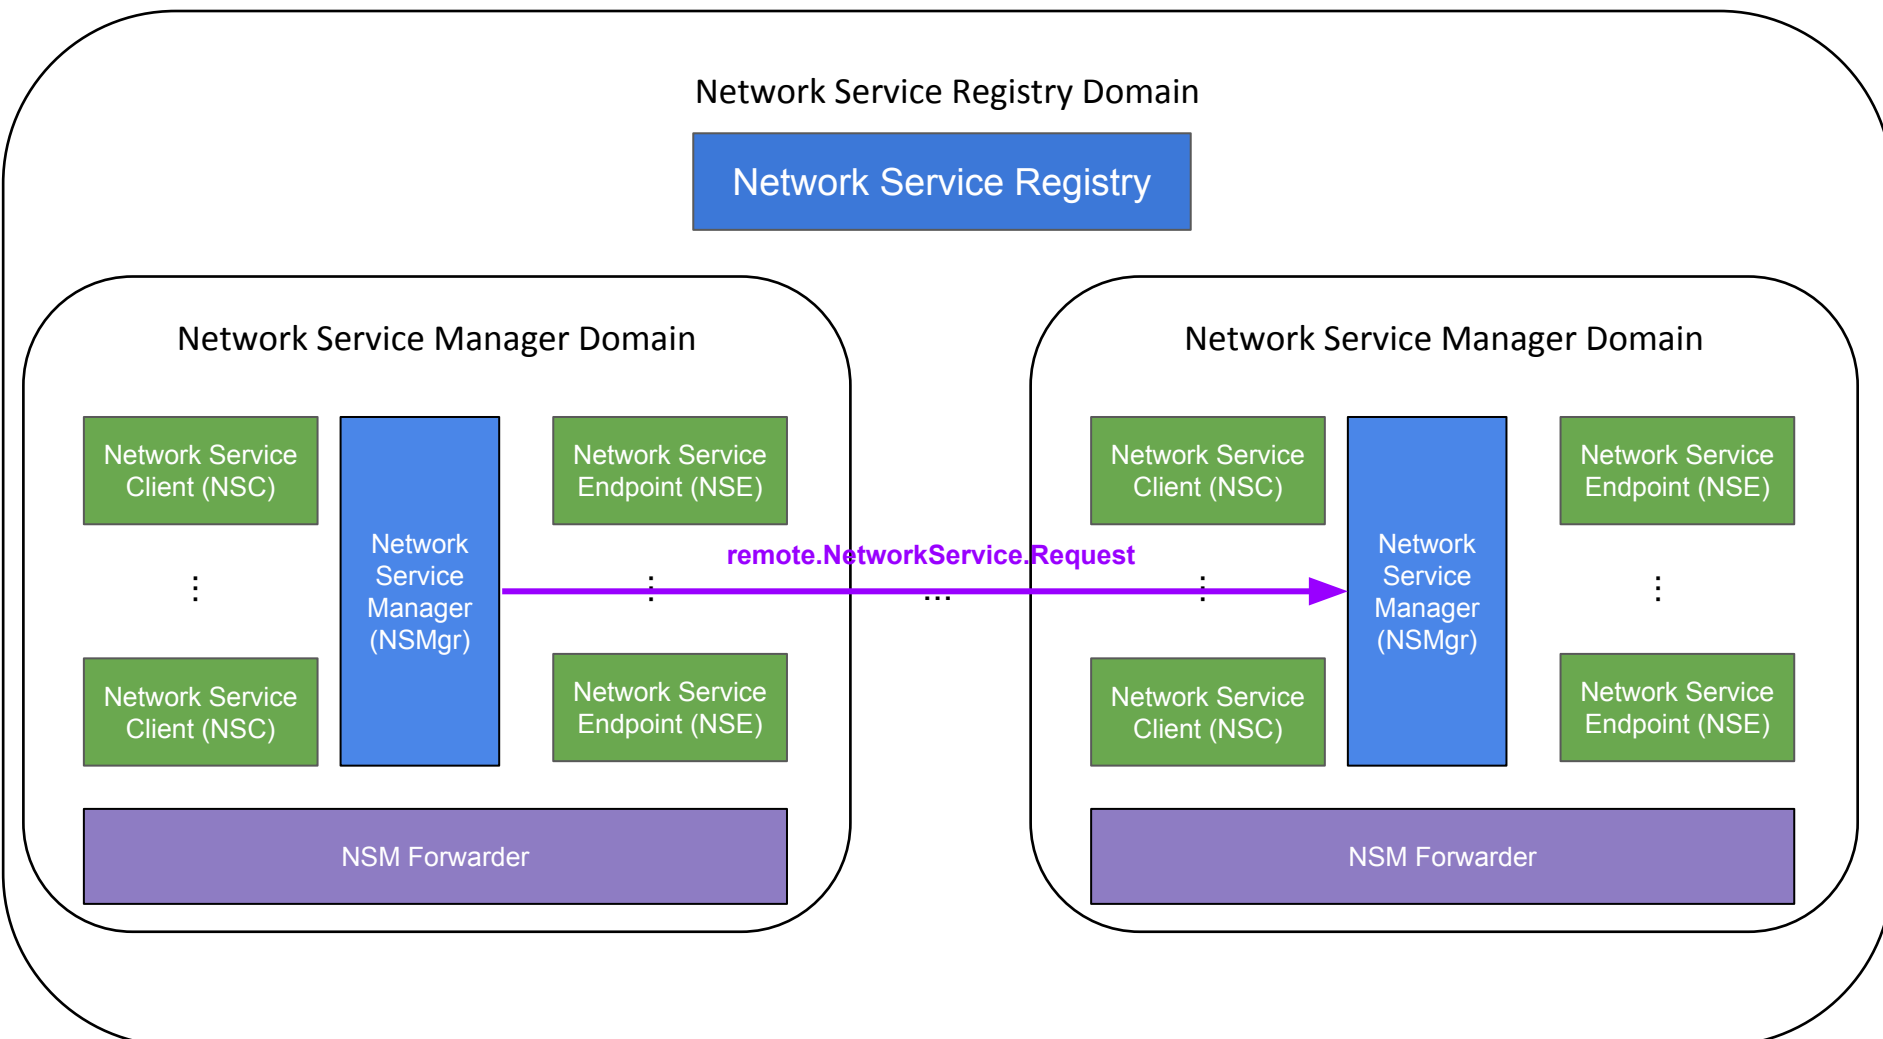 Network Service Registry Domain
Network Service Registry
Network Service Manager Domain
Network Service
Client (NSC)
Network
Service
Manager
(NSMgr)
Network Service
Endpoint (NSE)
...
...
Network Service
Client (NSC)
Network Service
Endpoint (NSE)
NSM Forwarder
remote.NetworkService.Request
...
Network Service Manager Domain
Network Service
Client (NSC)
Network
Service
Manager
(NSMgr)
Network Service
Endpoint (NSE)
...
...
Network Service
Client (NSC)
Network Service
Endpoint (NSE)
NSM Forwarder